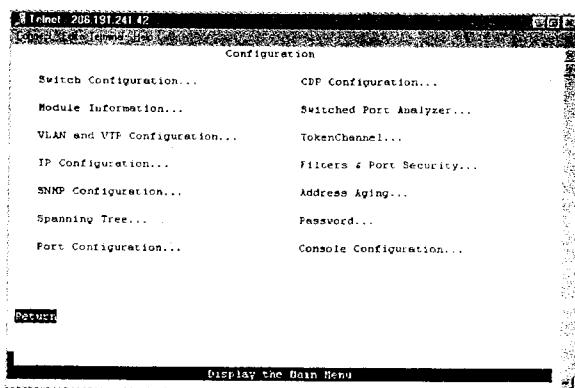 Telnet - 206.191.241.42
Configuration
Switch Configuration...
Module Information...
VLAN and VTP Configuration...
IP Configuration...
SNMP Configuration...
Spanning Tree...
Port Configuration...
CDP Configuration...
Switched Port Analyzer...
TokenChannel...
Filters & Port Security...
Address Aging...
Password...
Console Configuration...
Return
Display the Main Menu